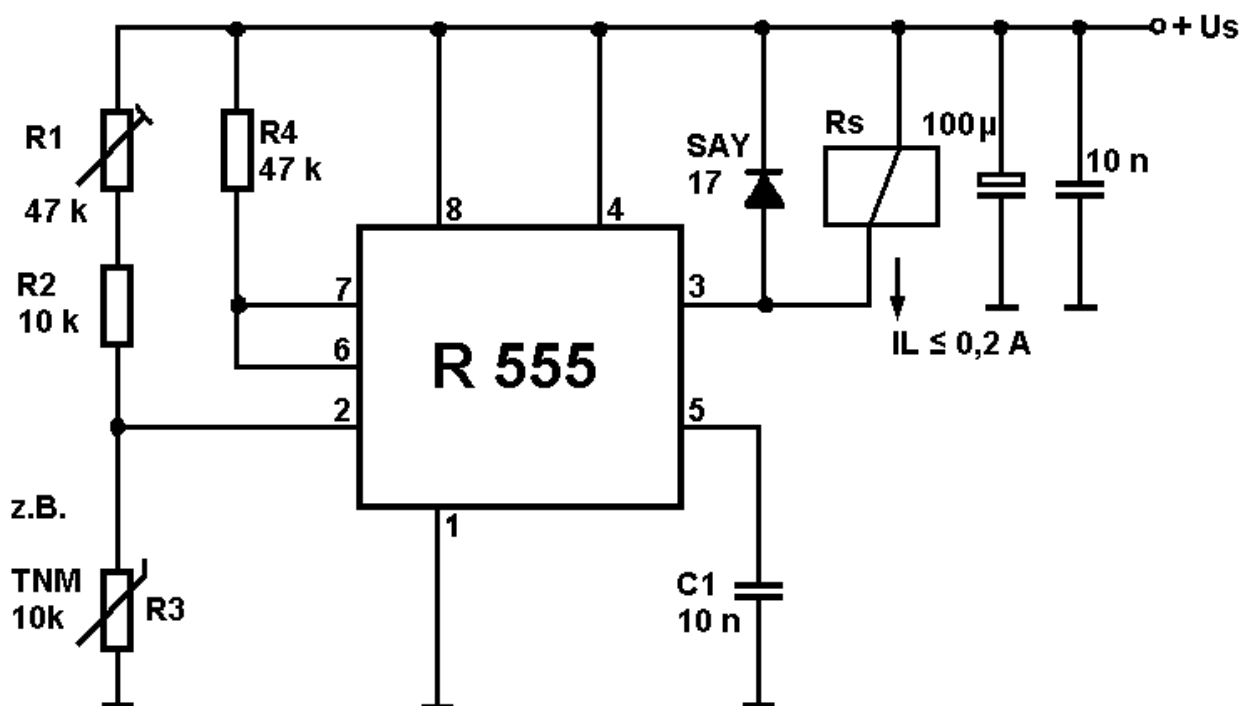 + Us
R1
47 k
R4
47 k
SAY
17
Rs
100µ
10 n
8
4
R2
10 k
7
6
2
R 555
3
5
IL ≤ 0,2 A
z.B.
TNM
10k
R3
1
C1
10 n